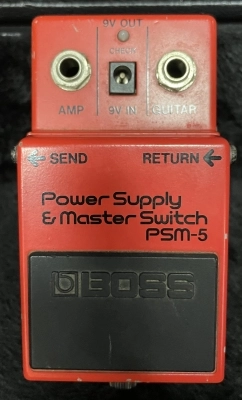 9V OUT
CHECK
AMP 9V IN GUITAR
SEND RETURN
Power Supply
& Master Switch
PSM-5
BOSS